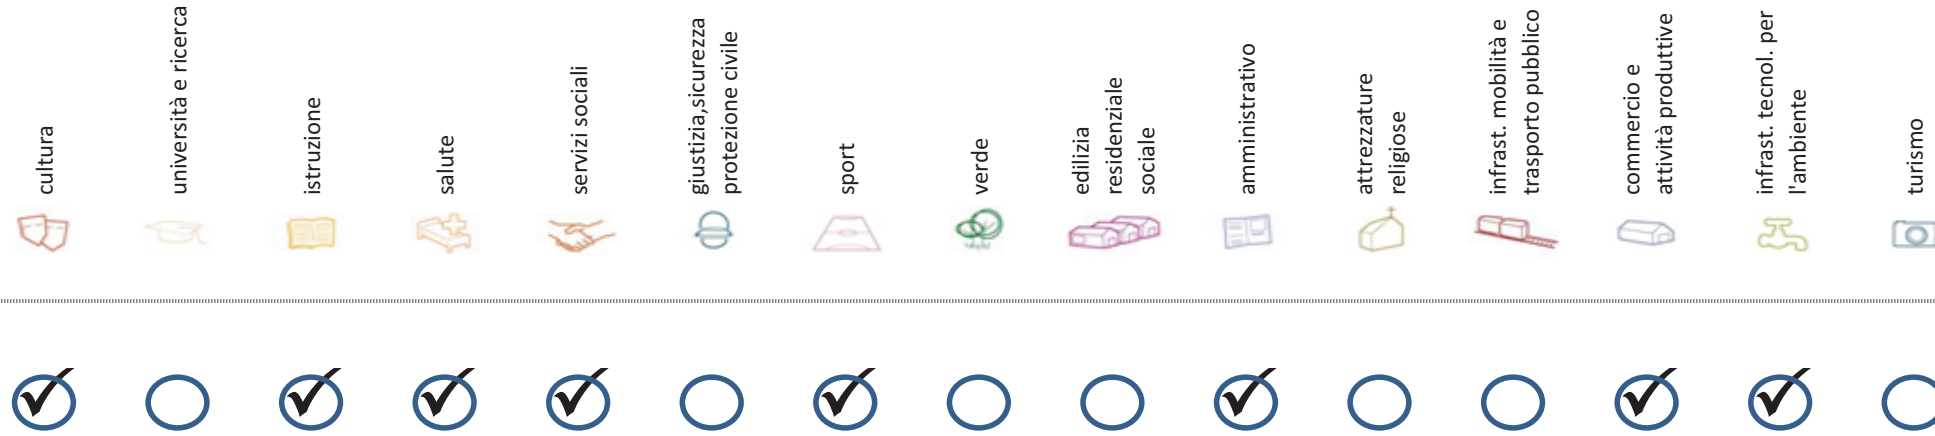 cultura
università e ricerca
istruzione
salute
servizi sociali
giustizia,sicurezza
protezione civile
sport
verde
edilizia
residenziale
sociale
amministrativo
attrezzature
religiose
infrast. mobilità e
trasporto pubblico
commercio e
attività produttive
infrast. tecnol. per
l'ambiente
turismo